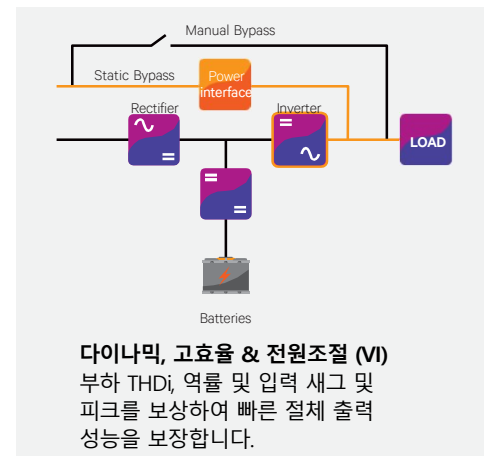 Manual Bypass
Static Bypass
Power
interface
Rectifier
Inverter
LOAD
Batteries
다이나믹, 고효율 & 전원조절 (VI)
부하 THDi, 역률 및 입력 새그 및
피크를 보상하여 빠른 절체 출력
성능을 보장합니다.